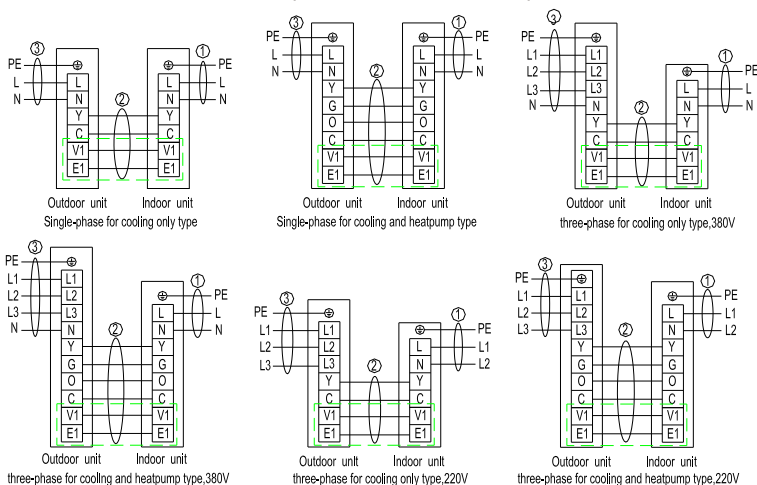 ③
①
PE
L
N
②
L
N
Y
C
V1
E1
L
N
Y
C
V1
E1
PE
L
N
Outdoor unit Indoor unit
Single-phase for cooling only type
③
①
PE
L
N
②
L
N
Y
G
O
C
V1
E1
L
N
Y
G
O
C
V1
E1
PE
L
N
Outdoor unit Indoor unit
Single-phase for cooling and heatpump type
③
①
PE
L1
L2
L3
N
②
L1
L2
L3
N
Y
C
V1
E1
L
N
Y
C
V1
E1
PE
L
N
Outdoor unit Indoor unit
three-phase for cooling only type,380V
③
①
PE
L1
L2
L3
N
②
L1
L2
L3
N
Y
G
O
C
V1
E1
L
N
Y
G
O
C
V1
E1
PE
L
N
Outdoor unit Indoor unit
three-phase for cooling and heatpump type,380V
③
①
PE
L1
L2
L3
②
L1
L2
L3
Y
C
V1
E1
L
N
Y
C
V1
E1
PE
L1
L2
Outdoor unit Indoor unit
three-phase for cooling only type,220V
③
①
PE
L1
L2
L3
②
L1
L2
L3
Y
G
O
C
V1
E1
L
N
Y
G
O
C
V1
E1
PE
L1
L2
Outdoor unit Indoor unit
three-phase for cooling and heatpump type,220V